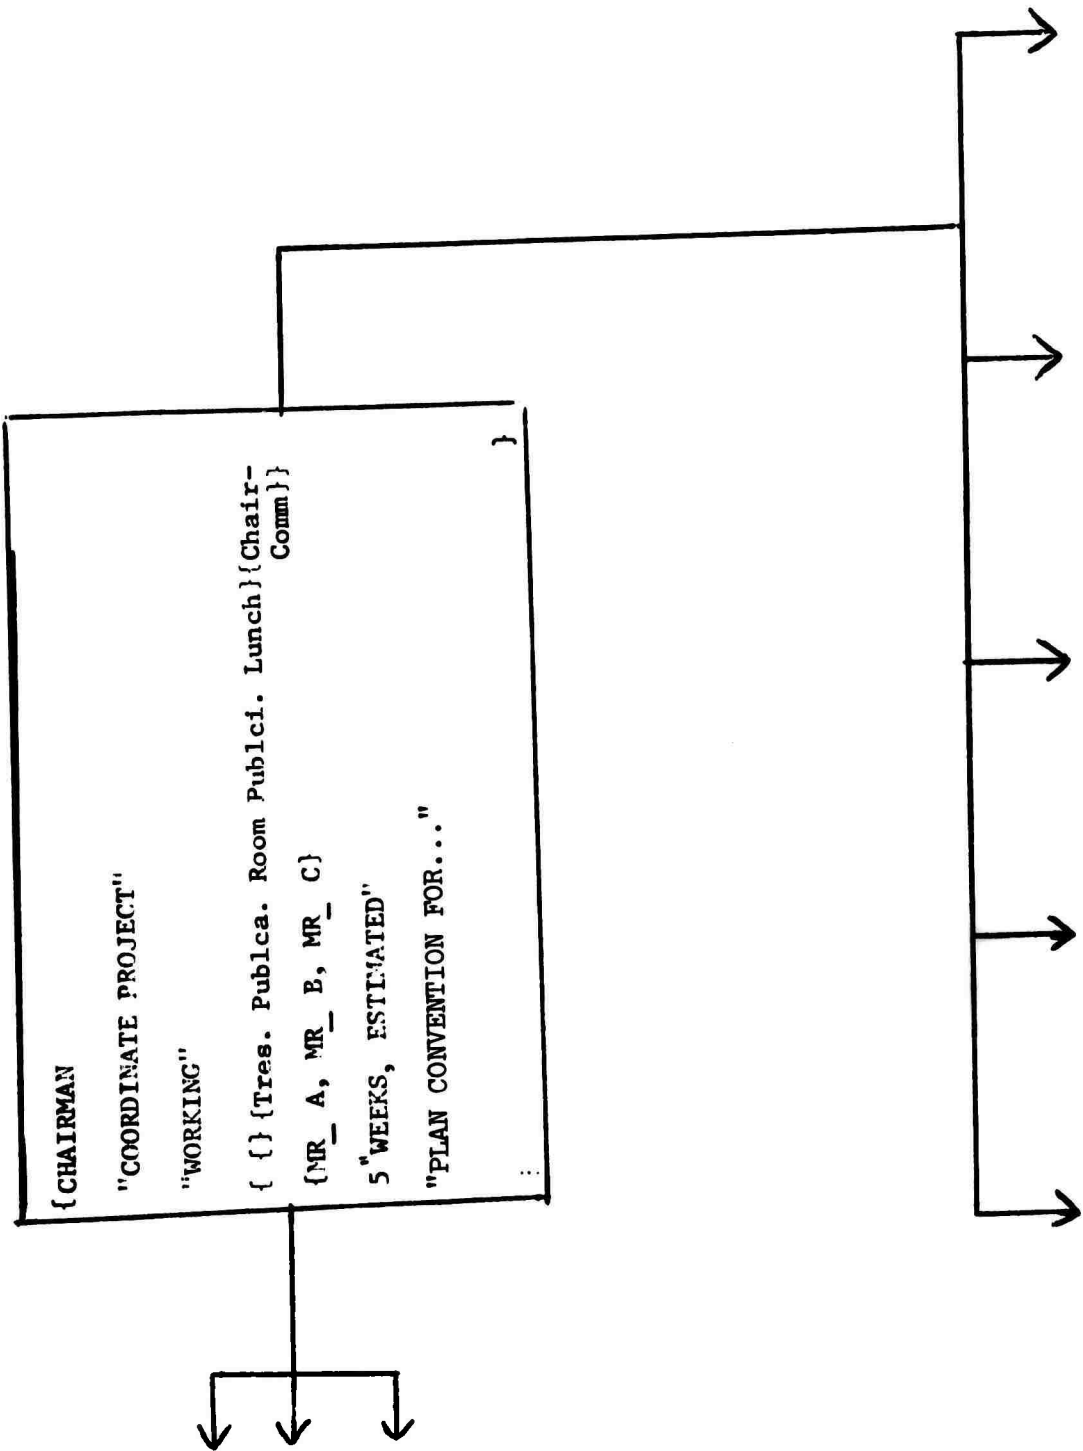 {CHAIRMAN
"COORDINATE PROJECT"
"WORKING"
{ {} {Tres. Publca. Room Publci. Lunch}{Chair-
Comm}}
{MR_ A, MR_ B, MR_ C}
5"WEEKS, ESTIMATED"
"PLAN CONVENTION FOR..."
... }